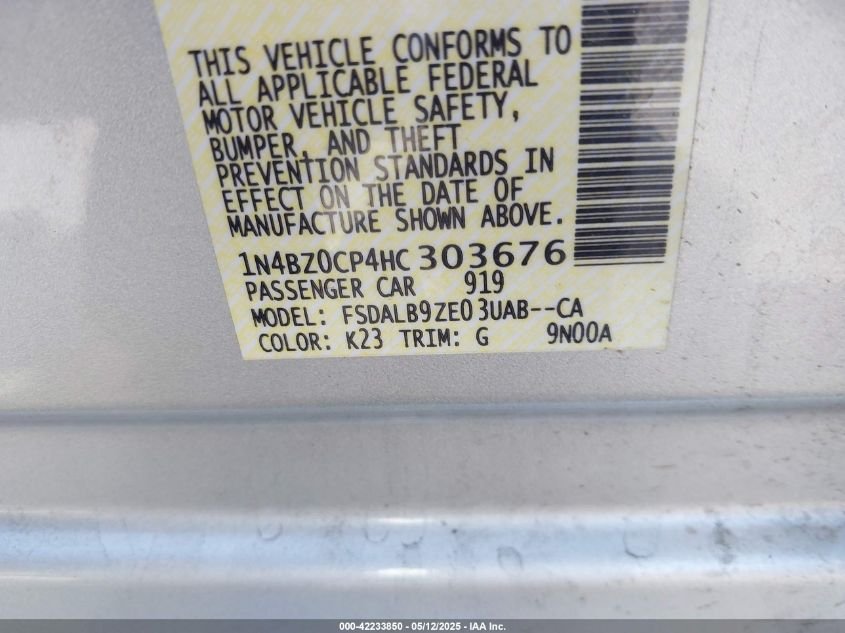 THIS VEHICLE CONFORMS TO
ALL APPLICABLE FEDERAL
MOTOR VEHICLE SAFETY,
BUMPER, AND THEFT
PREVENTION STANDARDS IN
EFFECT ON THE DATE OF
MANUFACTURE SHOWN ABOVE.
1N4BZ0CP4HC303676
PASSENGER CAR 919
MODEL: FSDALB9ZE03UAB--CA
COLOR: K23 TRIM: G 9N00A
000-42233850 - 05/12/2025 - IAA Inc.